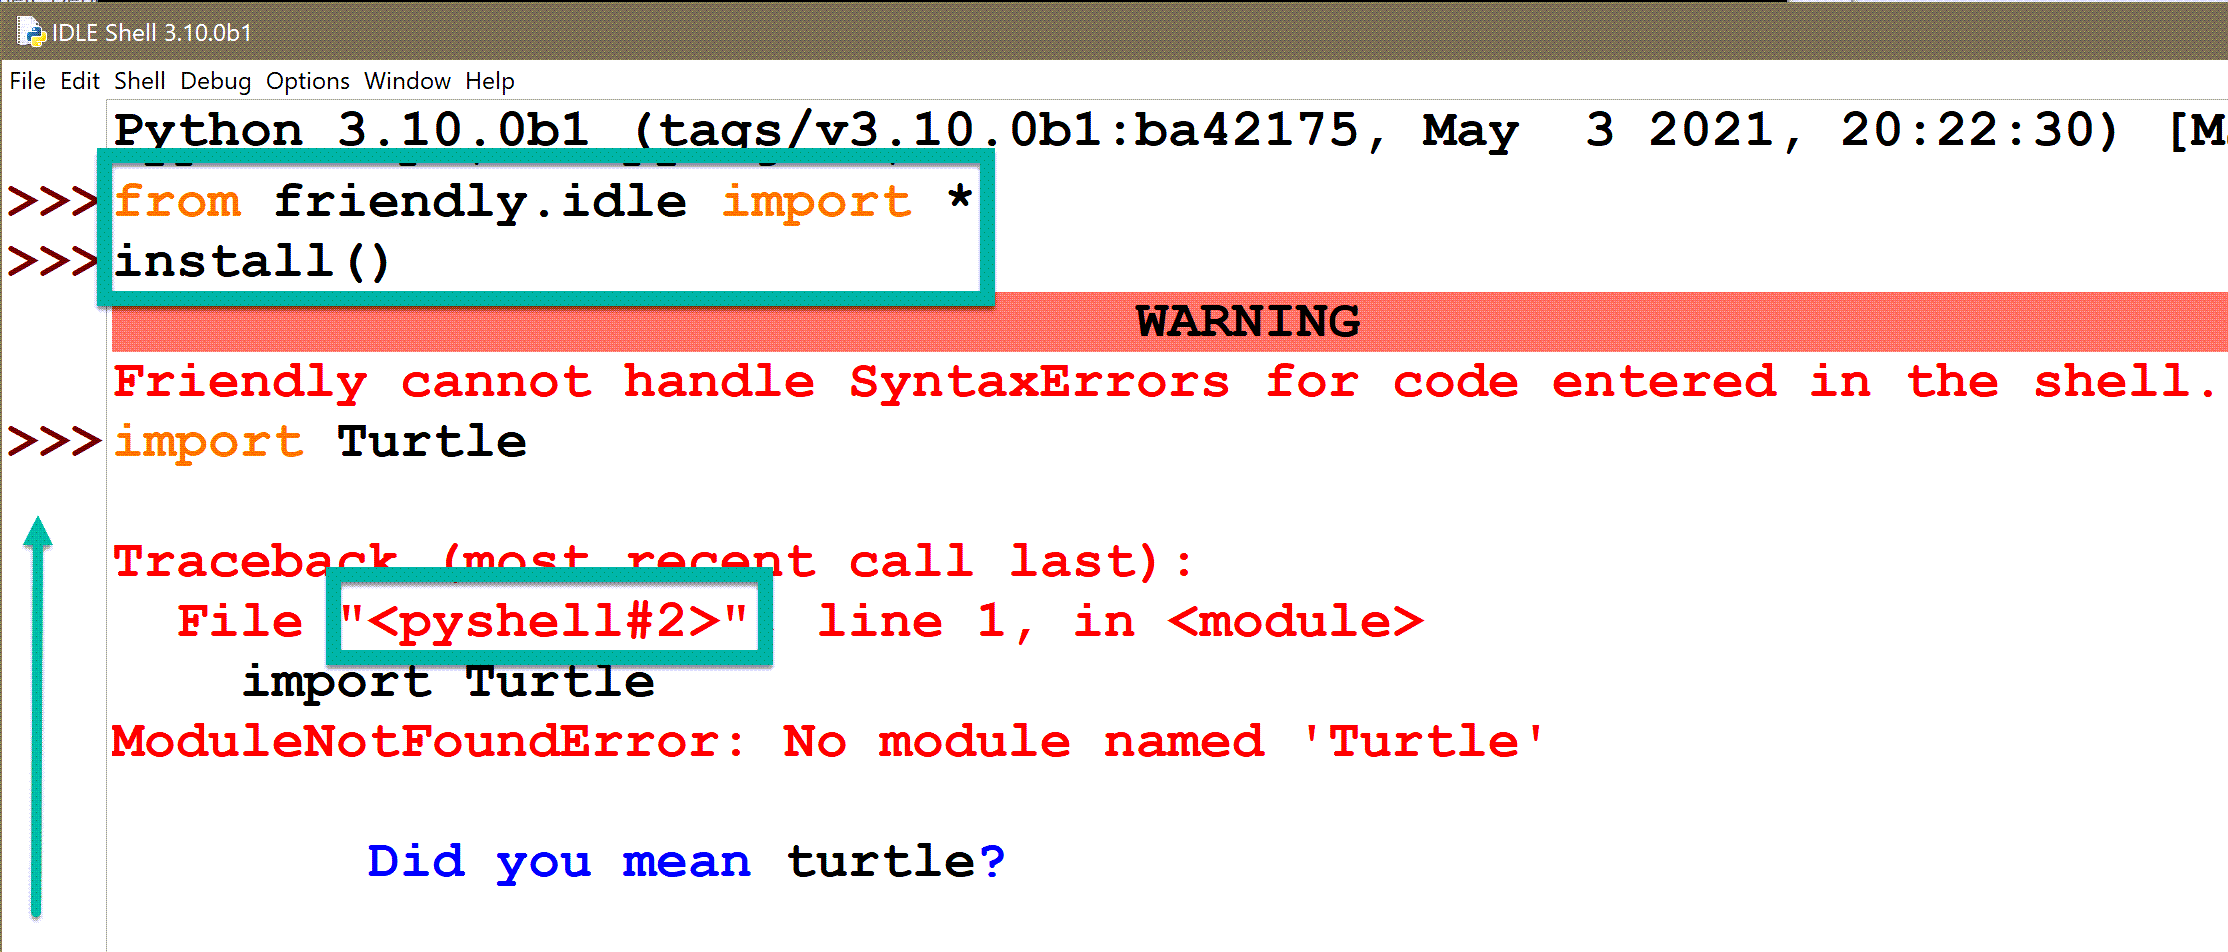 IDLE Shell 3.10.0b1
File Edit Shell Debug Options Window Help
Python 3.10.0b1 (tags/v3.10.0b1:ba42175, May  3 2021, 20:22:30) [M
>>> from friendly.idle import *
>>> install()
WARNING
Friendly cannot handle SyntaxErrors for code entered in the shell.
>>> import Turtle
Traceback (most recent call last):
File "<pyshell#2>" line 1, in <module>
import Turtle
ModuleNotFoundError: No module named 'Turtle'
Did you mean turtle?